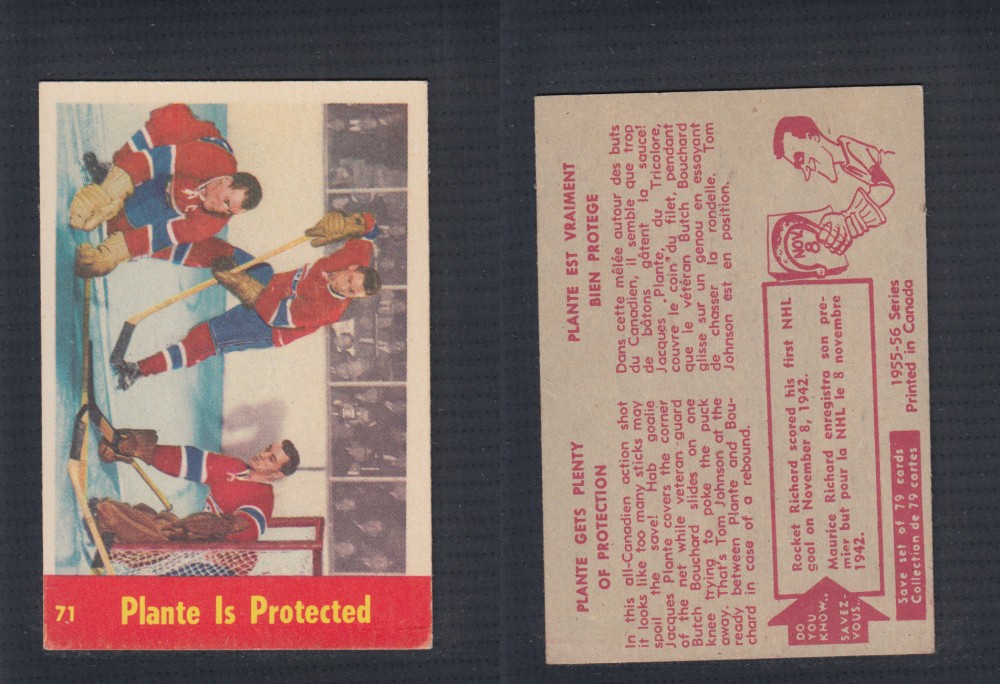 71 Plante Is Protected
PLANTE GETS PLENTY
OF PROTECTION
In this all-Canadian action shot
it looks like too many sticks may
spoil the save! Hab goalie
Jacques Plante covers the corner
of the net while veteran guard
Butch Bouchard slides on one
knee trying to poke the puck
away. That's Tom Johnson at the
ready between Plante and Bou-
chard in case of a rebound.
PLANTE EST VRAIMENT
BIEN PROTEGE
Dans cette mêlée autour des buts
du Canadien, il semble que trop
de bâtons gâtent la sauce!
Jacques Plante, du Tricolore,
couvre le coin du filet, pendant
que le vétéran Butch Bouchard
glisse sur un genou en essayant
de chasser la rondelle. Tom
Johnson est en position.
DO
YOU
KNOW..
SAVEZ-
VOUS..
Rocket Richard scored his first NHL
goal on November 8, 1942.
Maurice Richard enregistra son pre-
mier but pour la NHL le 8 novembre
1942.
NOV
8
Save set of 79 cards
Collection de 79 cartes
1955-56 Series
Printed in Canada